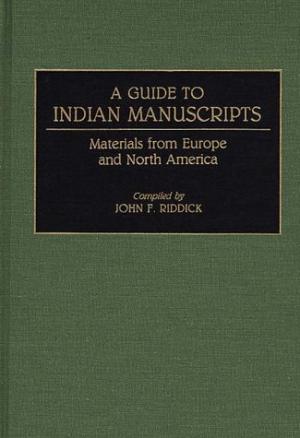 A GUIDE TO
INDIAN MANUSCRIPTS
Materials from Europe
and North America
Compiled by
JOHN F. RIDDICK